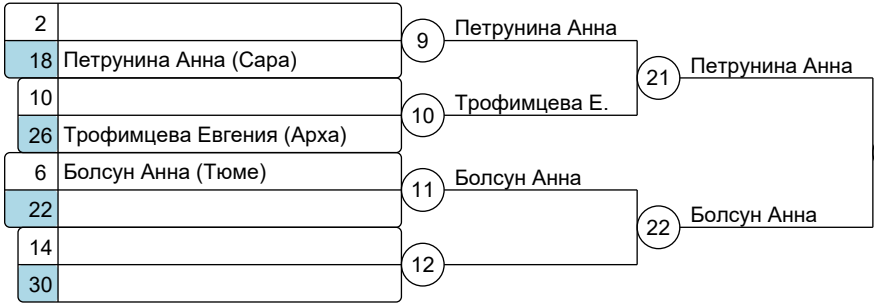 2
18 Петрунина Анна (Сара)
10
26 Трофимцева Евгения (Арха)
6 Болсун Анна (Тюме)
22
14
30
9 Петрунина Анна
10 Трофимцева Е.
11 Болсун Анна
12
21 Петрунина Анна
22 Болсун Анна